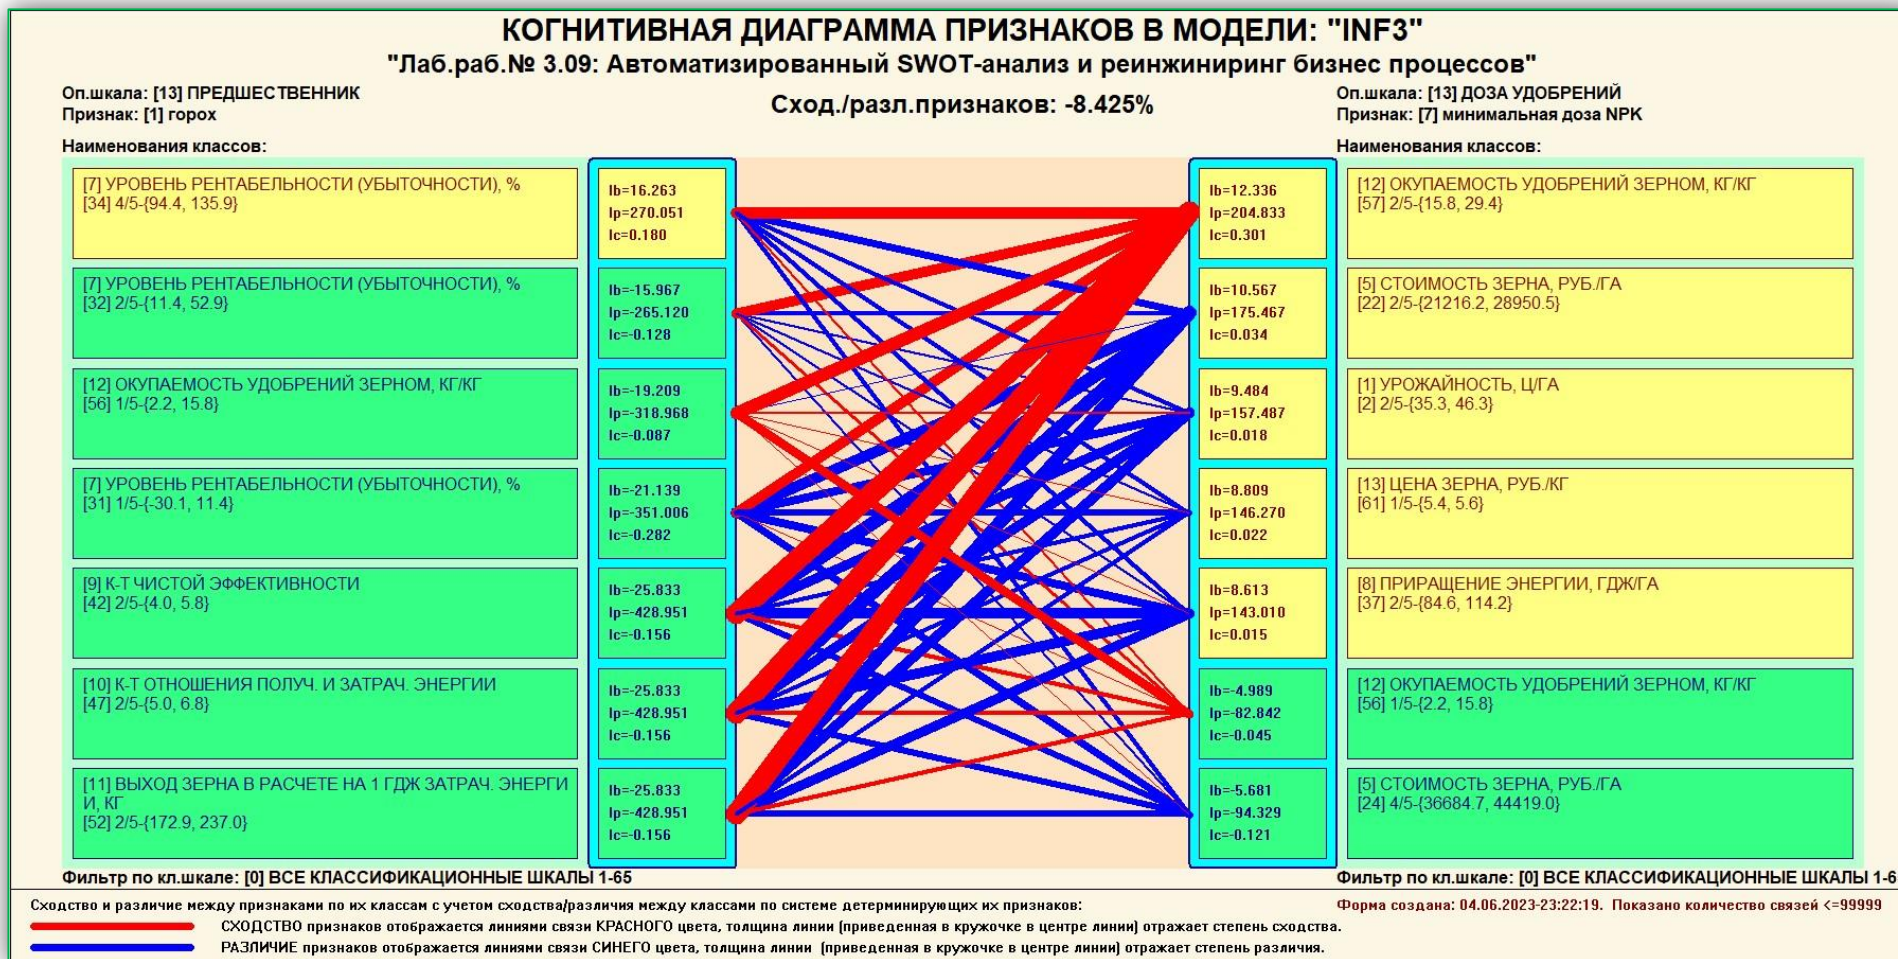 КОГНИТИВНАЯ ДИАГРАММА ПРИЗНАКОВ В МОДЕЛИ: "INF3"
"Лаб.раб.№ 3.09: Автоматизированный SWOT-анализ и реинжиниринг бизнес процессов"
Оп.шкала: [13] ПРЕДШЕСТВЕННИК
Признак: [1] горох
Сход./разл.признаков: -8.425%
Оп.шкала: [13] ДОЗА УДОБРЕНИЙ
Признак: [7] минимальная доза NPK
Наименования классов:
Наименования классов:
[7] УРОВЕНЬ РЕНТАБЕЛЬНОСТИ (УБЫТОЧНОСТИ), %
[34] 4/5-{94.4, 135.9}
Ib=16.263
Ip=270.051
Ic=0.180
Ib=12.336
Ip=204.833
Ic=0.301
[12] ОКУПАЕМОСТЬ УДОБРЕНИЙ ЗЕРНОМ, КГ/КГ
[57] 2/5-{15.8, 29.4}
[7] УРОВЕНЬ РЕНТАБЕЛЬНОСТИ (УБЫТОЧНОСТИ), %
[32] 2/5-{11.4, 52.9}
Ib=-15.967
Ip=-265.120
Ic=-0.128
Ib=10.567
Ip=175.467
Ic=0.034
[5] СТОИМОСТЬ ЗЕРНА, РУБ./ГА
[22] 2/5-{21216.2, 28950.5}
[12] ОКУПАЕМОСТЬ УДОБРЕНИЙ ЗЕРНОМ, КГ/КГ
[56] 1/5-{2.2, 15.8}
Ib=-19.209
Ip=-318.968
Ic=-0.087
Ib=9.484
Ip=157.487
Ic=0.018
[1] УРОЖАЙНОСТЬ, Ц/ГА
[2] 2/5-{35.3, 46.3}
[7] УРОВЕНЬ РЕНТАБЕЛЬНОСТИ (УБЫТОЧНОСТИ), %
[31] 1/5-{-30.1, 11.4}
Ib=-21.139
Ip=-351.006
Ic=-0.282
Ib=8.809
Ip=146.270
Ic=0.022
[13] ЦЕНА ЗЕРНА, РУБ./КГ
[61] 1/5-{5.4, 5.6}
[9] К-Т ЧИСТОЙ ЭФФЕКТИВНОСТИ
[42] 2/5-{4.0, 5.8}
Ib=-25.833
Ip=-428.951
Ic=-0.156
Ib=8.613
Ip=143.010
Ic=0.015
[8] ПРИРАЩЕНИЕ ЭНЕРГИИ, ГДЖ/ГА
[37] 2/5-{84.6, 114.2}
[10] К-Т ОТНОШЕНИЯ ПОЛУЧ. И ЗАТРАЧ. ЭНЕРГИИ
[47] 2/5-{5.0, 6.8}
Ib=-25.833
Ip=-428.951
Ic=-0.156
Ib=-4.989
Ip=-82.842
Ic=-0.045
[12] ОКУПАЕМОСТЬ УДОБРЕНИЙ ЗЕРНОМ, КГ/КГ
[56] 1/5-{2.2, 15.8}
[11] ВЫХОД ЗЕРНА В РАСЧЕТЕ НА 1 ГДЖ ЗАТРАЧ. ЭНЕРГИ
И, КГ
[52] 2/5-{172.9, 237.0}
Ib=-25.833
Ip=-428.951
Ic=-0.156
Ib=-5.681
Ip=-94.329
Ic=-0.121
[5] СТОИМОСТЬ ЗЕРНА, РУБ./ГА
[24] 4/5-{36684.7, 44419.0}
Фильтр по кл.шкале: [0] ВСЕ КЛАССИФИКАЦИОННЫЕ ШКАЛЫ 1-65
Фильтр по кл.шкале: [0] ВСЕ КЛАССИФИКАЦИОННЫЕ ШКАЛЫ 1-6
Сходство и различие между признаками по их классам с учетом сходства/различия между классами по системе детерминирующих их признаков:
Форма создана: 04.06.2023-23:22:19. Показано количество связей <=99999
СХОДСТВО признаков отображается линиями связи КРАСНОГО цвета, толщина линии (приведенная в кружочке в центре линии) отражает степень сходства.
РАЗЛИЧИЕ признаков отображается линиями связи СИНЕГО цвета, толщина линии (приведенная в кружочке в центре линии) отражает степень различия.